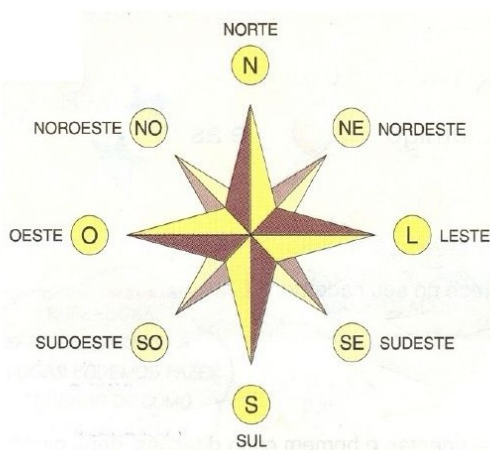 NORTE
N
NOROESTE NO
NE NORDESTE
OESTE O
L LESTE
SUDOESTE SO
SE SUDESTE
S
SUL